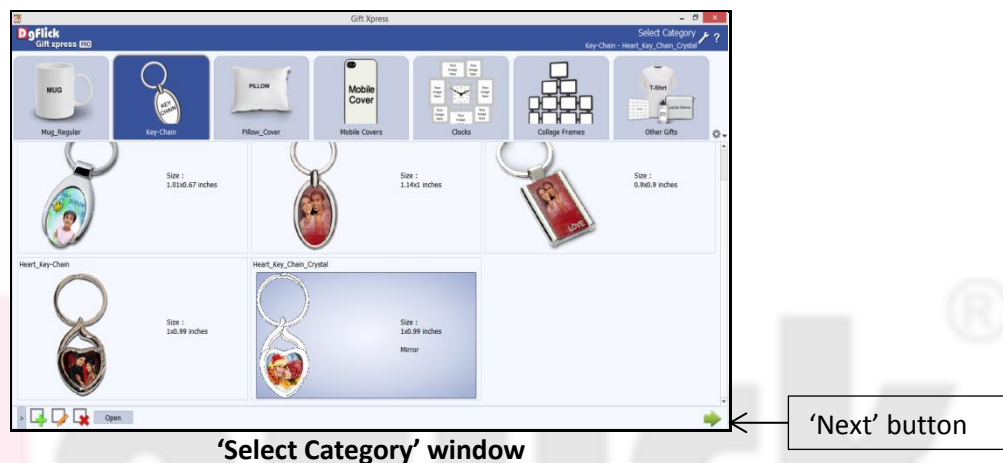 Gift Xpress
DgFlick
Gift xpress PRO
Select Category
Key-Chain - Heart_Key_Chain_Crystal
?
MUG
KEY CHAIN
PILLOW
Mobile
Cover
T-Shirt
Mug_Regular
Key-Chain
Pillow_Cover
Mobile Covers
Clocks
Collage Frames
Other Gifts
Size :
1.01x0.67 inches
Size :
1.14x1 inches
Size :
0.9x0.9 inches
LOVE
Heart_Key-Chain
Heart_Key_Chain_Crystal
Size :
1x0.99 inches
Size :
1x0.99 inches
Mirror
Open
‘Next’ button
‘Select Category’ window
®